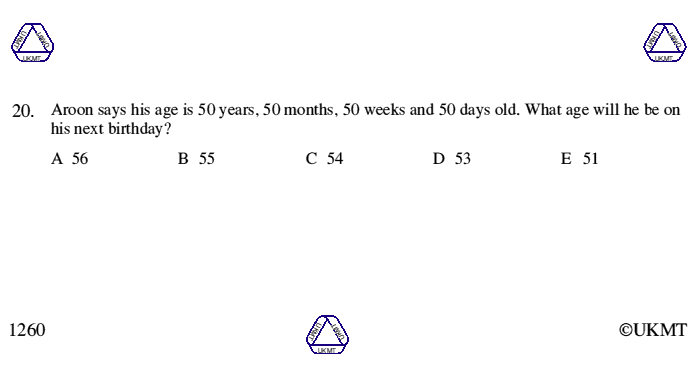 UKMT UKMT UKMT
UKMT UKMT UKMT
20. Aroon says his age is 50 years, 50 months, 50 weeks and 50 days old. What age will he be on
his next birthday?
A 56 B 55 C 54 D 53 E 51
1260
UKMT UKMT UKMT
©UKMT